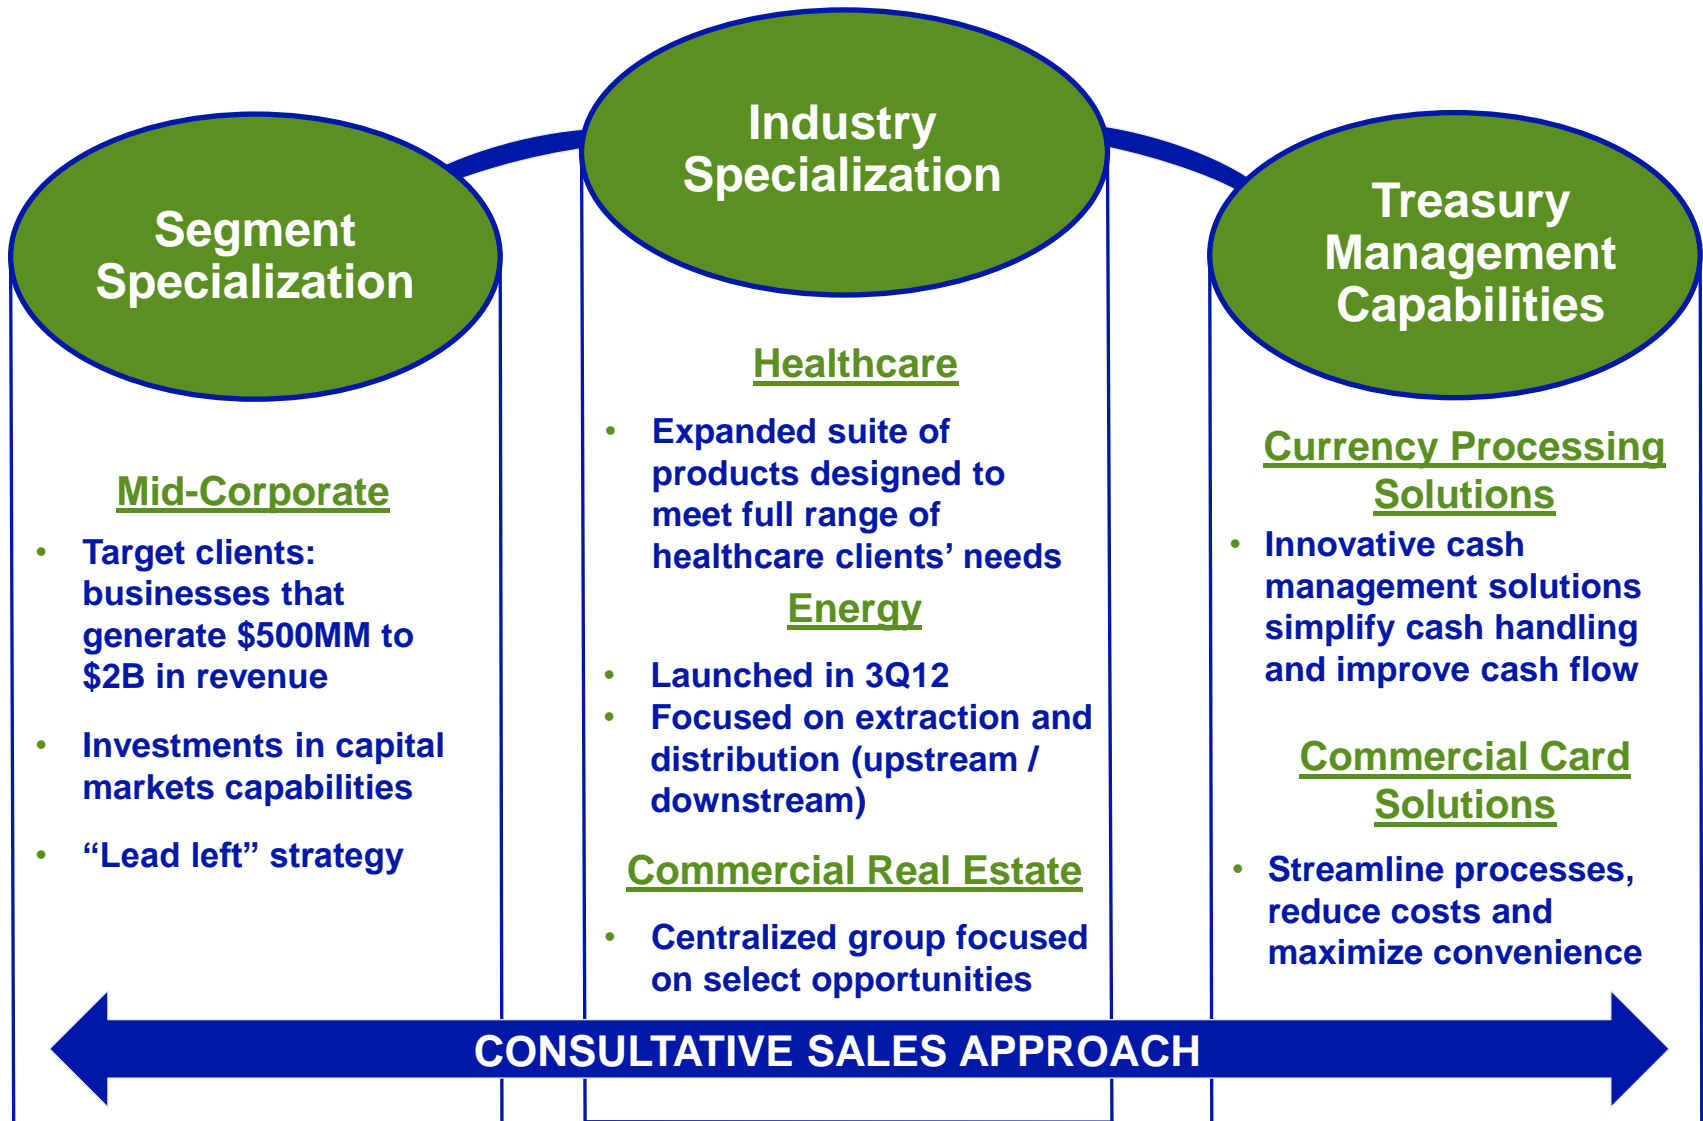 Segment
Specialization
Mid-Corporate
• Target clients:
businesses that
generate $500MM to
$2B in revenue
• Investments in capital
markets capabilities
• “Lead left” strategy
Industry
Specialization
Healthcare
• Expanded suite of
products designed to
meet full range of
healthcare clients’ needs
Energy
• Launched in 3Q12
• Focused on extraction and
distribution (upstream /
downstream)
Commercial Real Estate
• Centralized group focused
on select opportunities
Treasury
Management
Capabilities
Currency Processing
Solutions
• Innovative cash
management solutions
simplify cash handling
and improve cash flow
Commercial Card
Solutions
• Streamline processes,
reduce costs and
maximize convenience
CONSULTATIVE SALES APPROACH